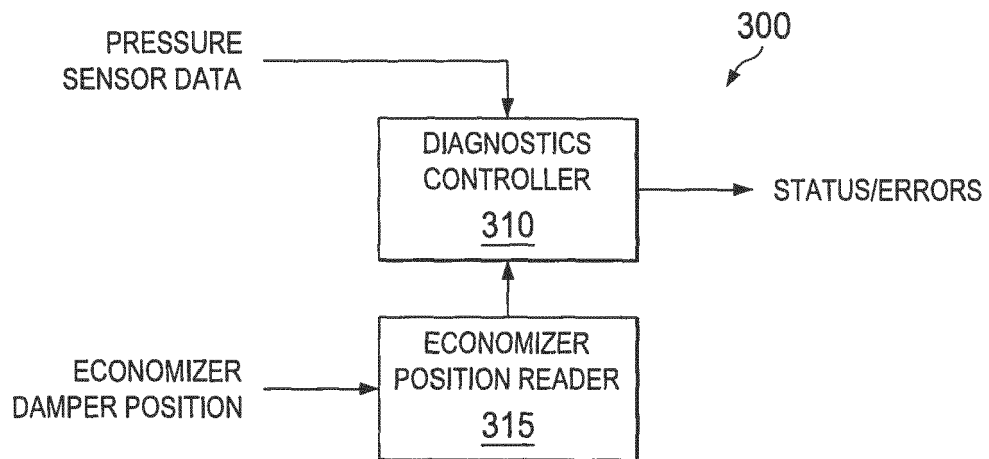 300
PRESSURE
SENSOR DATA
DIAGNOSTICS
CONTROLLER
310
STATUS/ERRORS
ECONOMIZER
DAMPER POSITION
ECONOMIZER
POSITION READER
315